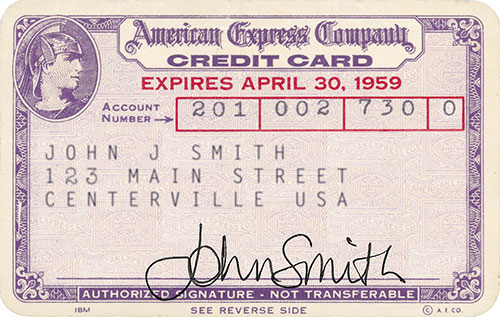 American Express Company
CREDIT CARD
EXPIRES APRIL 30, 1959
ACCOUNT NUMBER → 201 002 730 0
JOHN J SMITH
123 MAIN STREET
CENTERVILLE USA
John Smith
AUTHORIZED SIGNATURE - NOT TRANSFERABLE
IBM SEE REVERSE SIDE © A.E.CO.